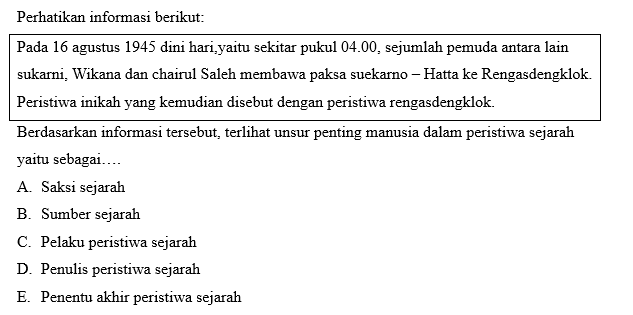 Perhatikan informasi berikut:
Pada 16 agustus 1945 dini hari,yaitu sekitar pukul 04.00, sejumlah pemuda antara lain
sukarni, Wikana dan chairul Saleh membawa paksa suekarno – Hatta ke Rengasdengklok.
Peristiwa inikah yang kemudian disebut dengan peristiwa rengasdengklok.
Berdasarkan informasi tersebut, terlihat unsur penting manusia dalam peristiwa sejarah
yaitu sebagai….
A. Saksi sejarah
B. Sumber sejarah
C. Pelaku peristiwa sejarah
D. Penulis peristiwa sejarah
E. Penentu akhir peristiwa sejarah